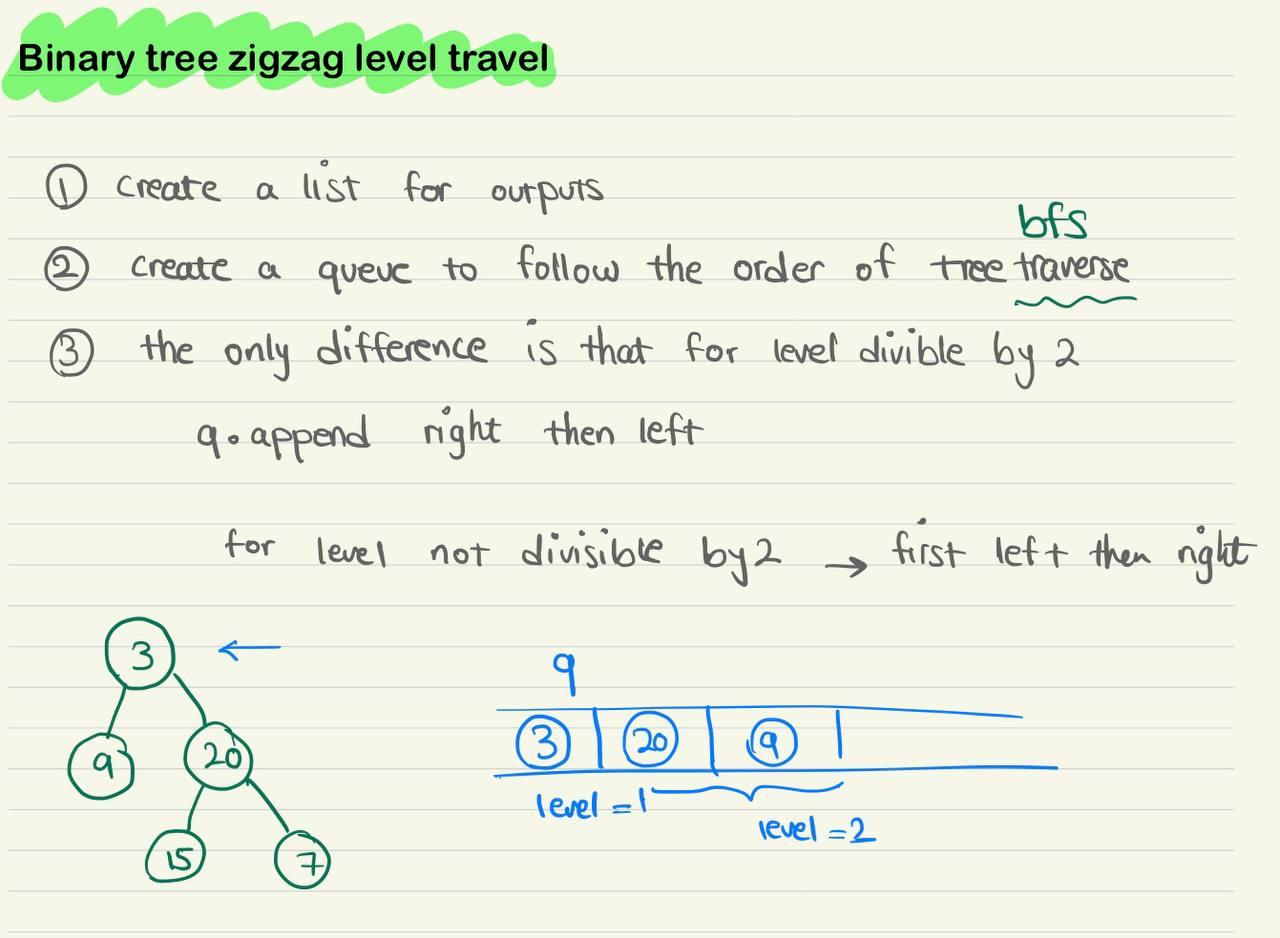 Binary tree zigzag level travel
① create a list for outputs
bfs
② create a queue to follow the order of tree traverse
③ the only difference is that for level divible by 2
q.append right then left
for level not divisible by 2 → first left then right
3 ←
q
9 20
3 20 9
level = 1
level = 2
15 7